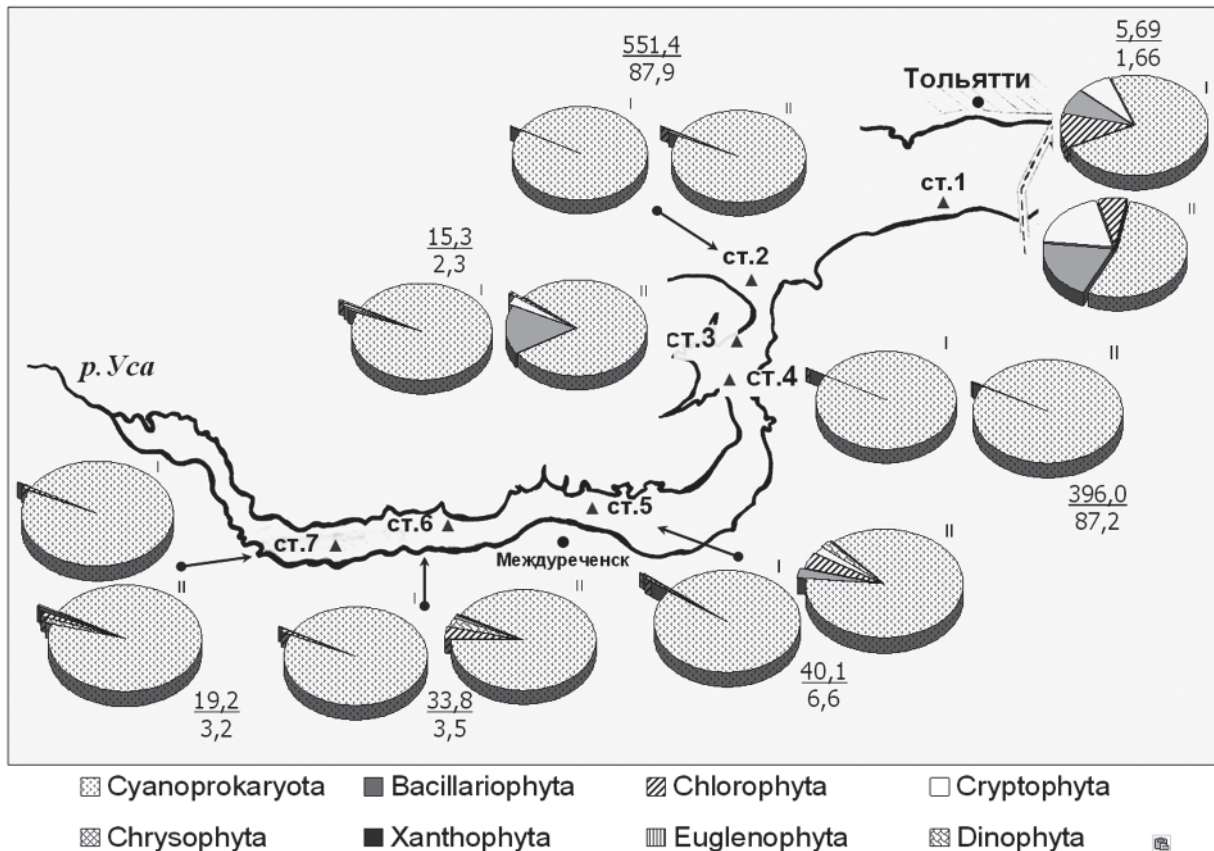 551,4
87,9
5,69
1,66
Тольятти
I
II
I
ст.1
II
15,3
2,3
ст.2
I
II
ст.3
р. Уса
ст.4
I
II
396,0
87,2
I
ст.5
ст.6
ст.7
Междуреченск
I
II
II
I
II
40,1
6,6
19,2
3,2
33,8
3,5
Cyanoprokaryota
Bacillariophyta
Chlorophyta
Cryptophyta
Chrysophyta
Xanthophyta
Euglenophyta
Dinophyta